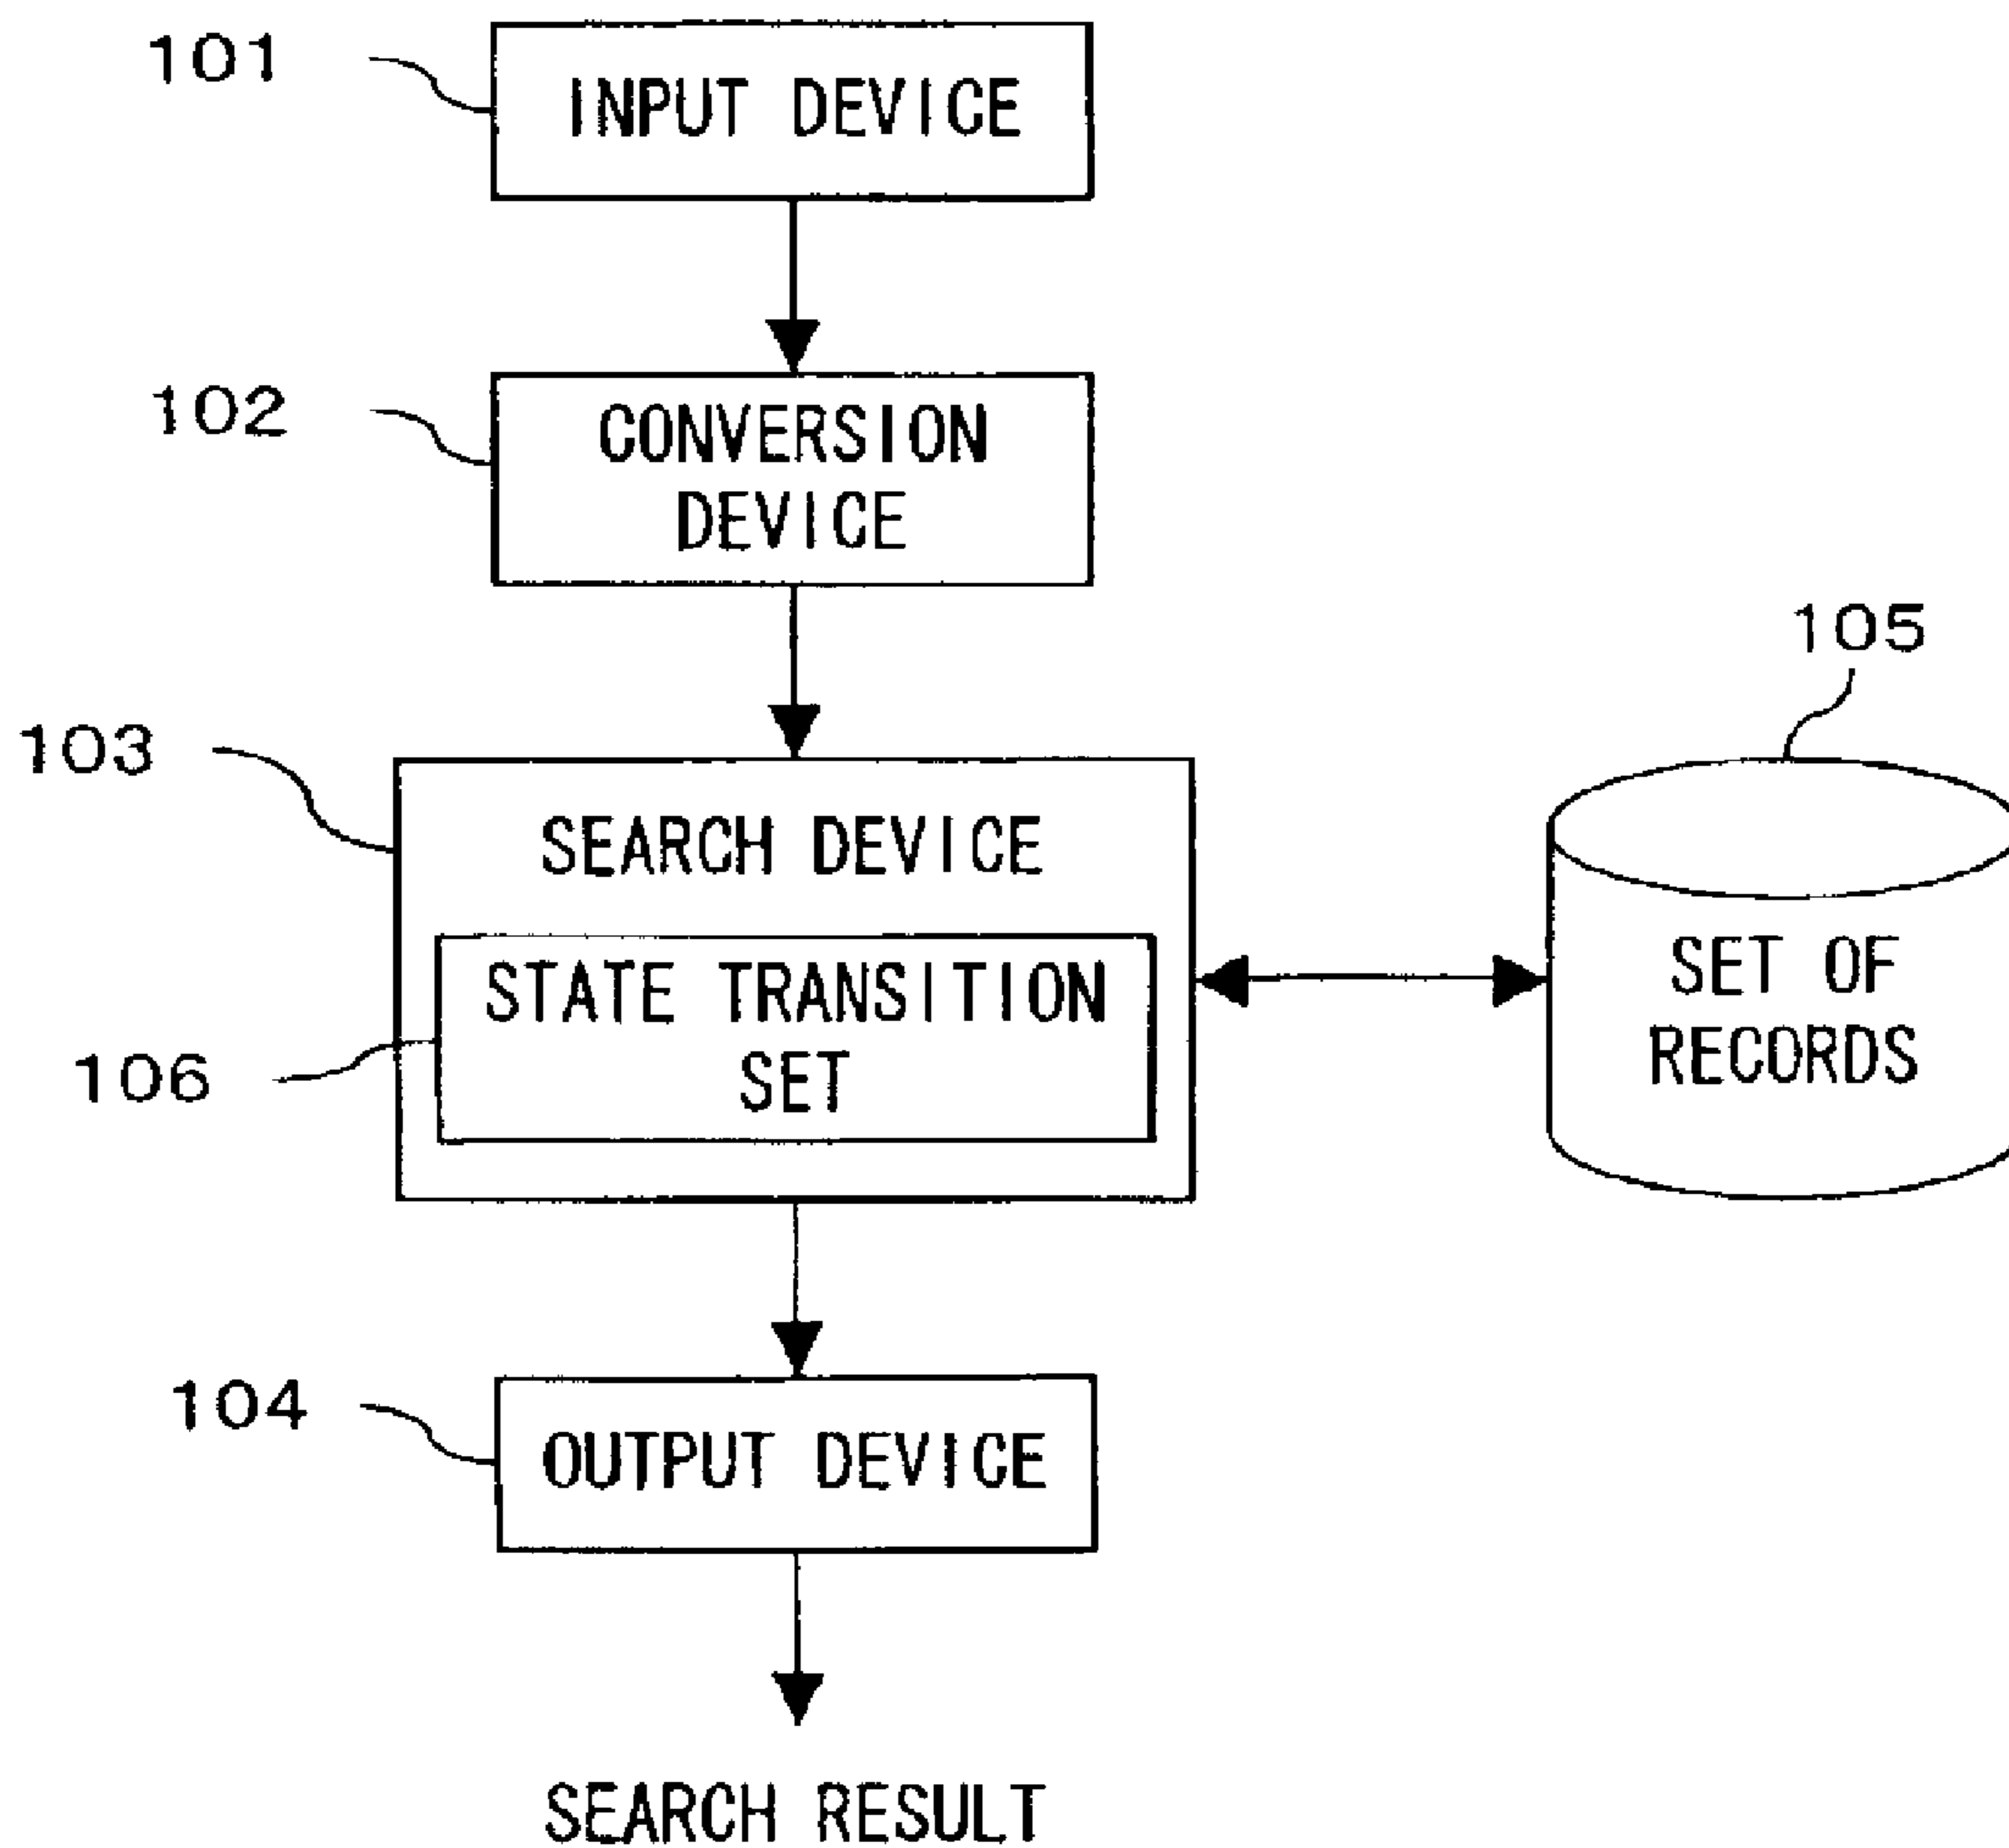 101
INPUT DEVICE
102
CONVERSION
DEVICE
105
103
SEARCH DEVICE
STATE TRANSITION
SET
106
SET OF
RECORDS
104
OUTPUT DEVICE
SEARCH RESULT